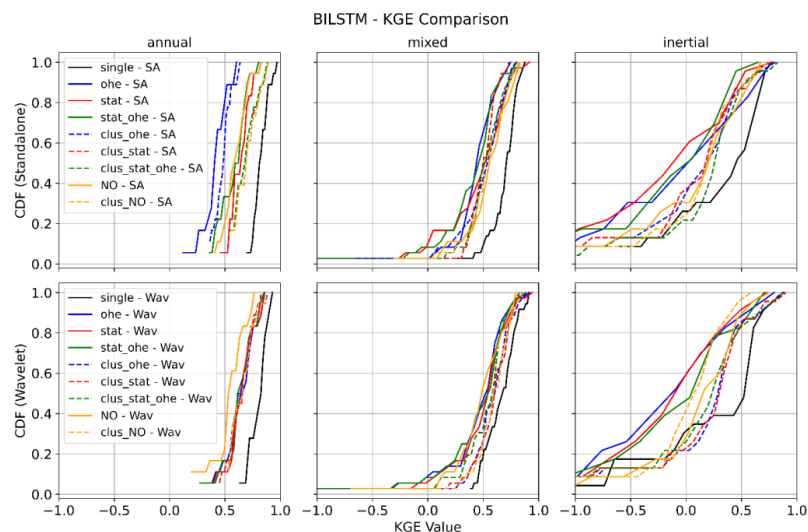 BILSTM - KGE Comparison
annual
mixed
inertial
CDF (Standalone)
1.0
0.8
0.6
0.4
0.2
0.0
single - SA
ohe - SA
stat - SA
stat_ohe - SA
clus_ohe - SA
clus_stat - SA
clus_stat_ohe - SA
NO - SA
clus_NO - SA
CDF (Wavelet)
1.0
0.8
0.6
0.4
0.2
0.0
single - Wav
ohe - Wav
stat - Wav
stat_ohe - Wav
clus_ohe - Wav
clus_stat - Wav
clus_stat_ohe - Wav
NO - Wav
clus_NO - Wav
−1.0 −0.5 0.0 0.5 1.0
−1.0 −0.5 0.0 0.5 1.0
−1.0 −0.5 0.0 0.5 1.0
KGE Value